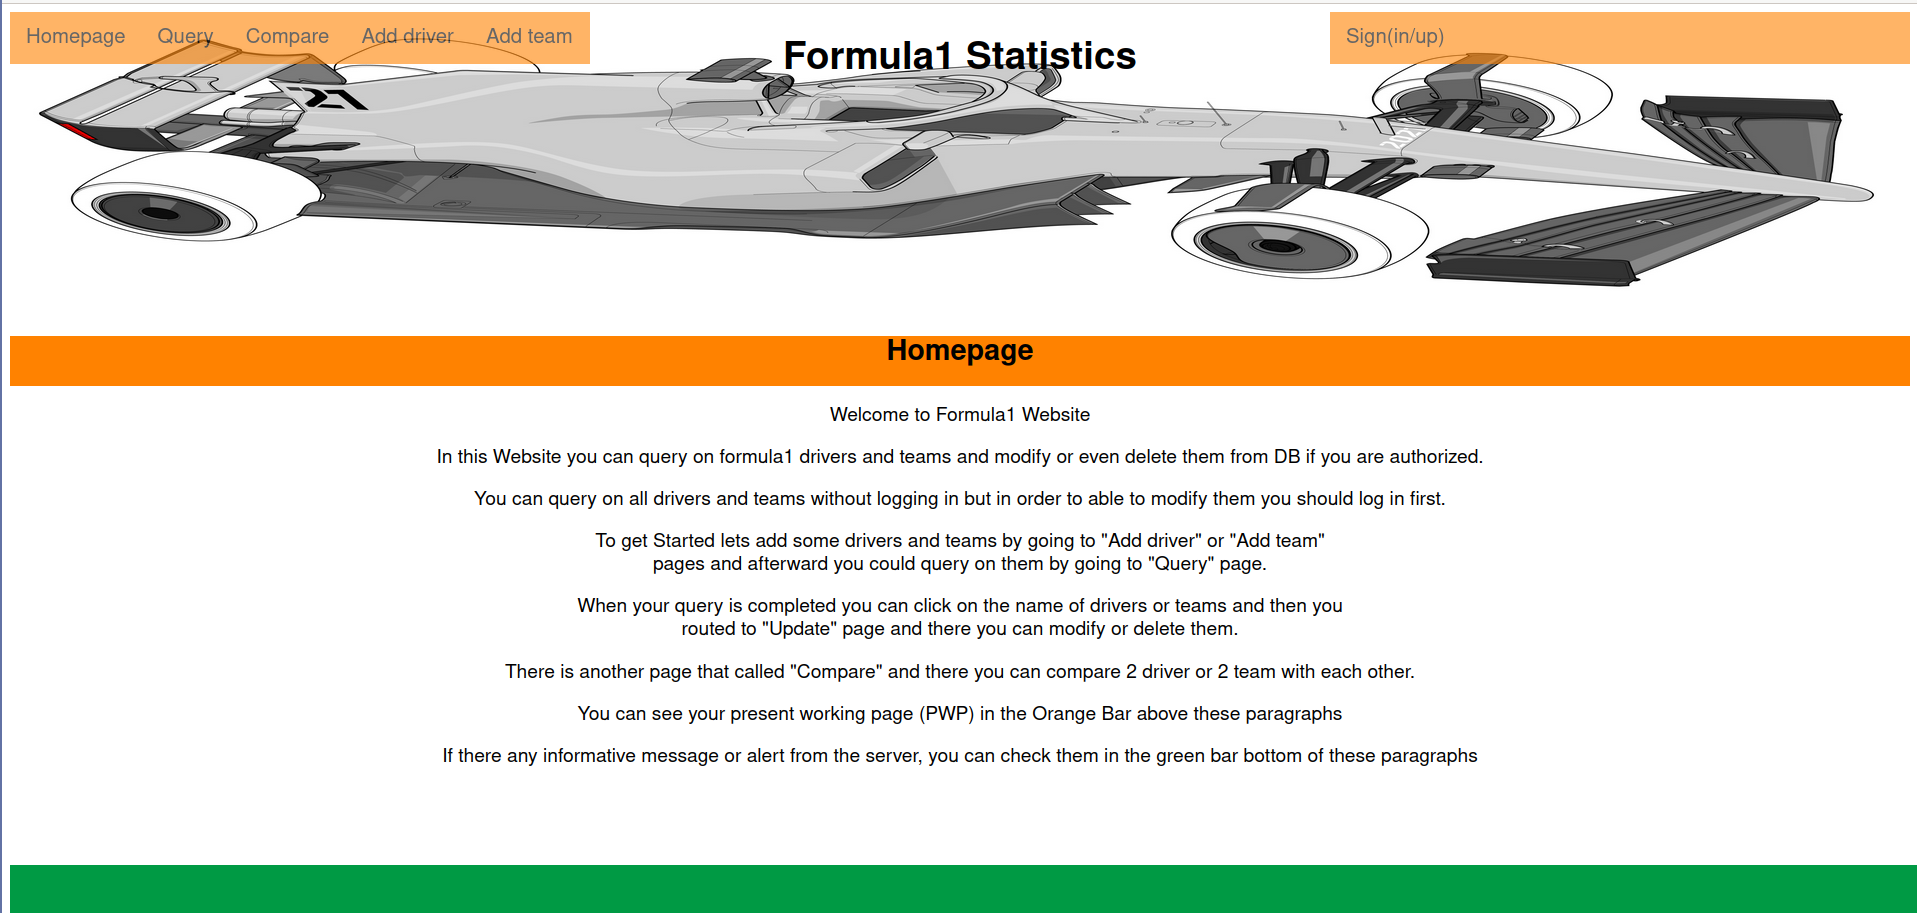 Homepage Query Compare Add driver Add team
Formula1 Statistics
Sign(in/up)
21
2021
Homepage
Welcome to Formula1 Website
In this Website you can query on formula1 drivers and teams and modify or even delete them from DB if you are authorized.
You can query on all drivers and teams without logging in but in order to able to modify them you should log in first.
To get Started lets add some drivers and teams by going to "Add driver" or "Add team"
pages and afterward you could query on them by going to "Query" page.
When your query is completed you can click on the name of drivers or teams and then you
routed to "Update" page and there you can modify or delete them.
There is another page that called "Compare" and there you can compare 2 driver or 2 team with each other.
You can see your present working page (PWP) in the Orange Bar above these paragraphs
If there any informative message or alert from the server, you can check them in the green bar bottom of these paragraphs